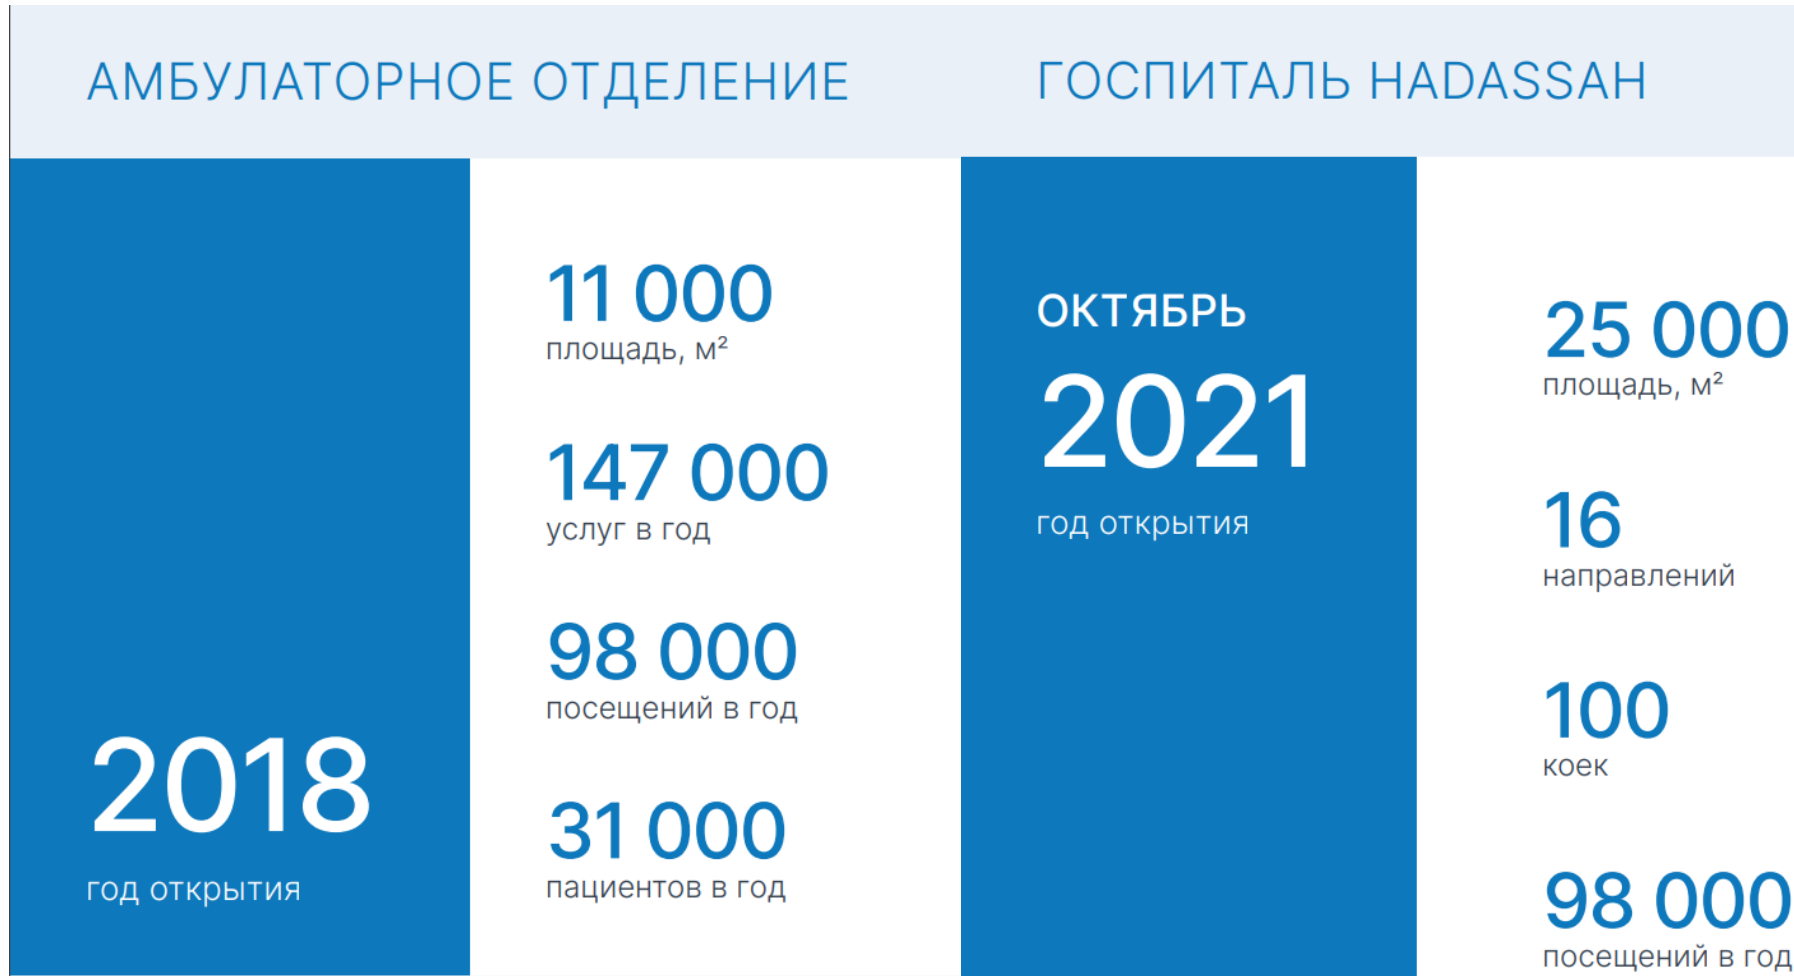 АМБУЛАТОРНОЕ ОТДЕЛЕНИЕ
2018
год открытия
11 000
площадь, м²
147 000
услуг в год
98 000
посещений в год
31 000
пациентов в год
ГОСПИТАЛЬ HADASSAH
ОКТЯБРЬ
2021
год открытия
25 000
площадь, м²
16
направлений
100
коек
98 000
посещений в год